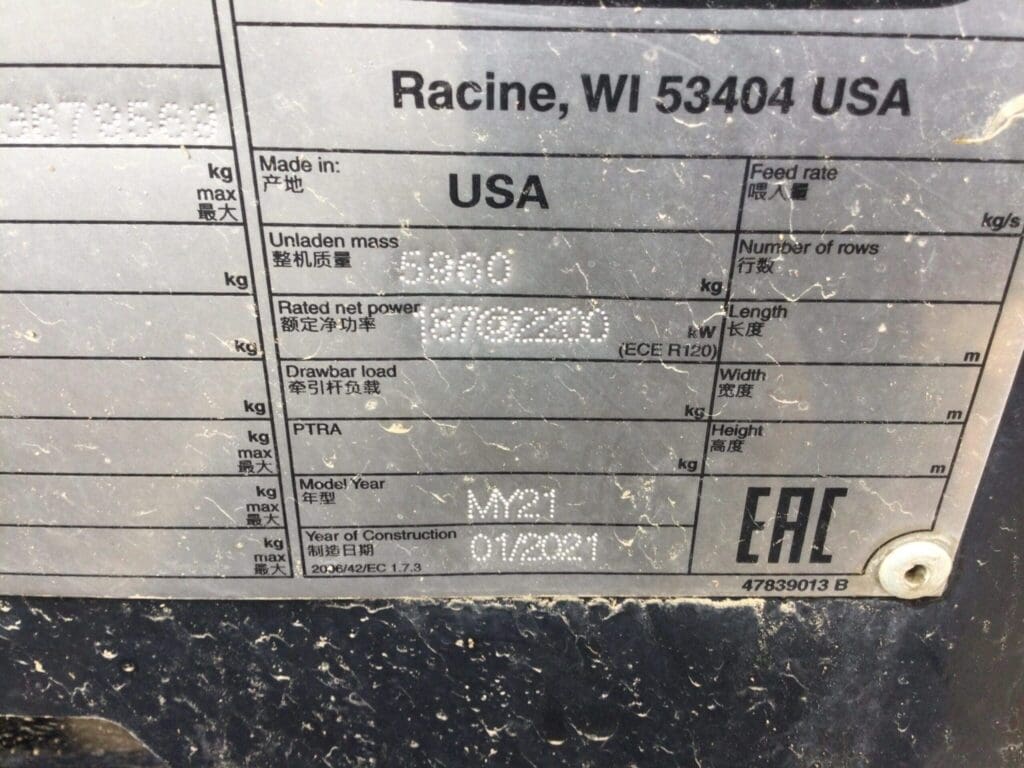 Racine, WI 53404 USA
kg
max
最大
kg
kg
kg
kg
max
最大
kg
max
最大
kg
max
最大
Made in:
产地
USA
Unladen mass
整机质量
kg
Rated net power
额定净功率
187@2200
kW
(ECE R120)
Drawbar load
牵引杆负载
kg
PTRA
kg
Model Year
年型
MY21
Year of Construction
制造日期
01/2021
2006/42/EC 1.7.3
Feed rate
喂入量
kg/s
Number of rows
行数
Length
长度
m
Width
宽度
m
Height
高度
m
EAC
47839013 B